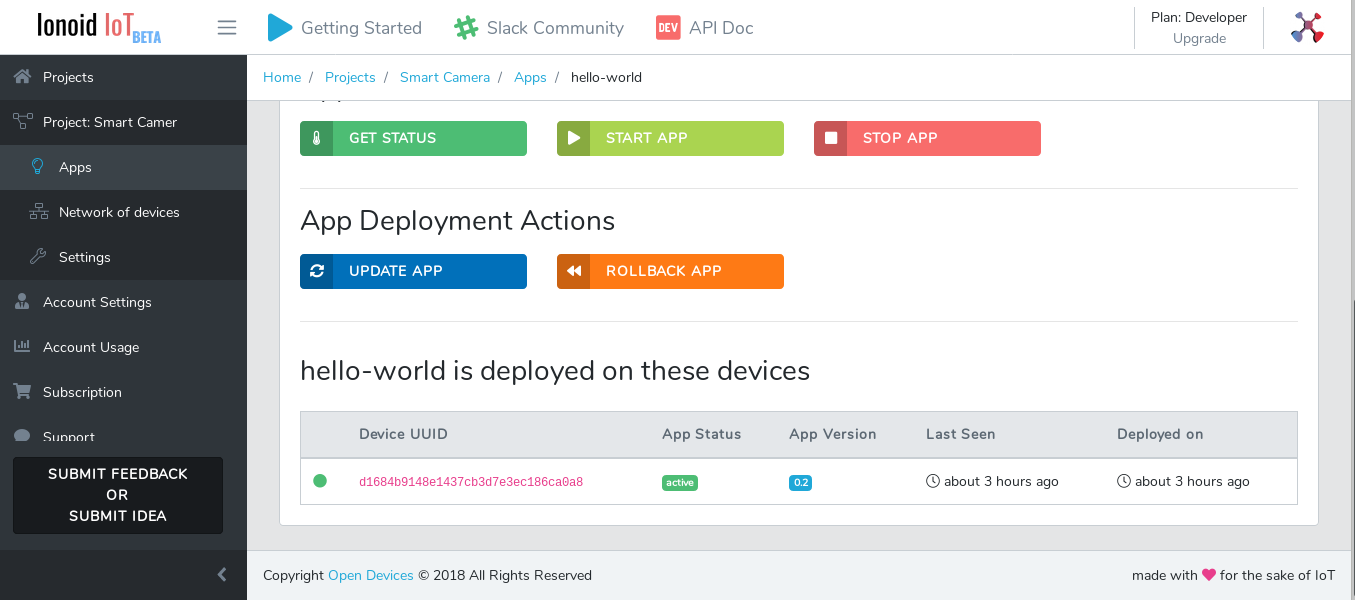 Ionoid IoT BETA
Getting Started
Slack Community
DEV API Doc
Plan: Developer
Upgrade
Projects
Project: Smart Camer
Apps
Network of devices
Settings
Account Settings
Account Usage
Subscription
Support
SUBMIT FEEDBACK
OR
SUBMIT IDEA
Home / Projects / Smart Camera / Apps / hello-world
GET STATUS
START APP
STOP APP
App Deployment Actions
UPDATE APP
ROLLBACK APP
hello-world is deployed on these devices
Device UUID App Status App Version Last Seen Deployed on
d1684b9148e1437cb3d7e3ec186ca0a8 active 0.2 about 3 hours ago about 3 hours ago
Copyright Open Devices © 2018 All Rights Reserved
made with ♥ for the sake of IoT